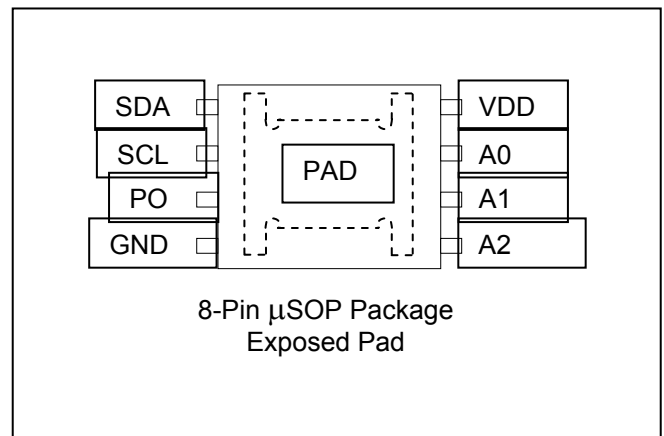 SDA VDD
SCL PAD A0
PO A1
GND A2
8-Pin µSOP Package
Exposed Pad